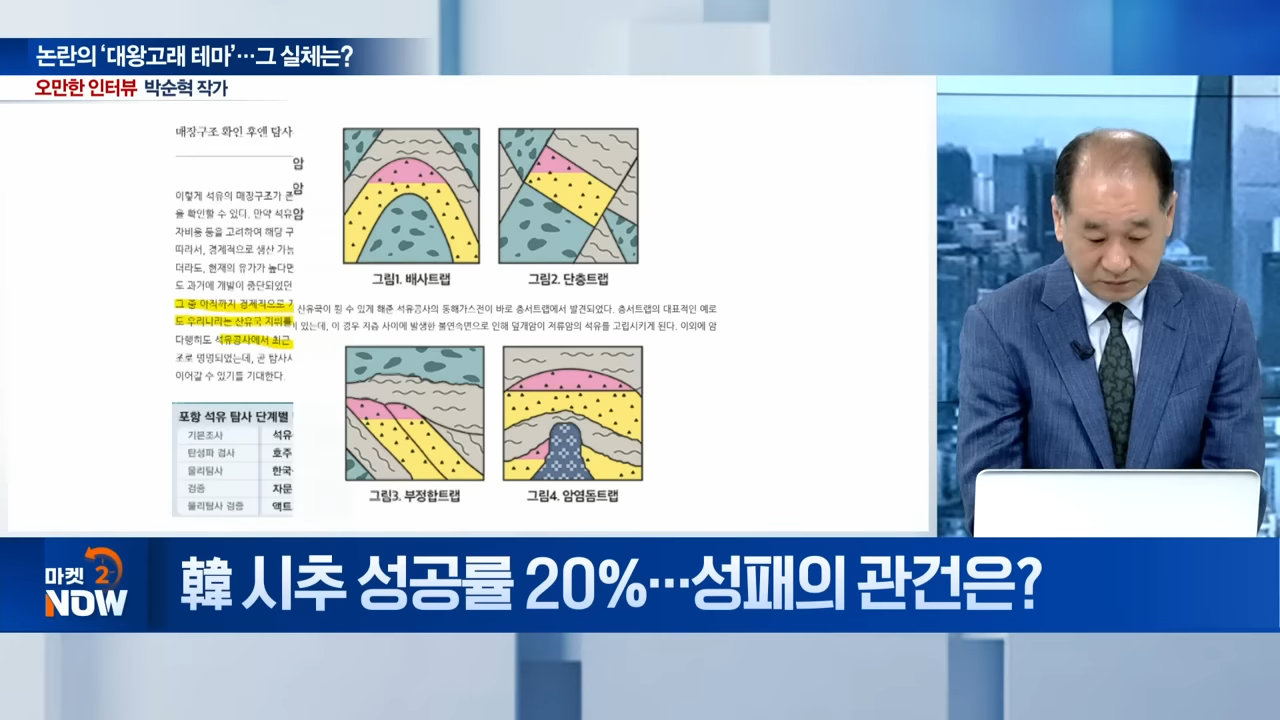 논란의 ‘대왕고래 테마’…그 실체는?
오만한 인터뷰 박순혁 작가
매장구조 확인 후엔 탐사
암
암
암
이렇게 석유의 매장구조가 존
을 확인할 수 있다. 만약 석유
자비용 등을 고려하여 해당 구
따라서, 경제적으로 생산 가능
더라도, 현재의 유가가 높다면
도 과거에 개발이 중단되었던
그 중 아직까지 경제적으로
도 우리나라는 산유국 지위를
다행히도 석유공사에서 최근
조로 명명되었는데, 곧 탐사시
이어갈 수 있기를 기대한다.
포항 석유 탐사 단계별
기본조사 석유
탄성파 검사 호주
물리탐사 한국
검증 자문
물리탐사 검증 액트
그림1. 배사트랩
그림2. 단층트랩
산유국이 될 수 있게 해준 석유공사의 동해가스전이 바로 층서트랩에서 발견되었다. 층서트랩의 대표적인 예로
있는데, 이 경우 지층 사이에 발생한 불연속면으로 인해 덮개암이 저류암의 석유를 고립시키게 된다. 이외에 암
그림3. 부정합트랩
그림4. 암염돔트랩
마켓 2
NOW
韓 시추 성공률 20%…성패의 관건은?